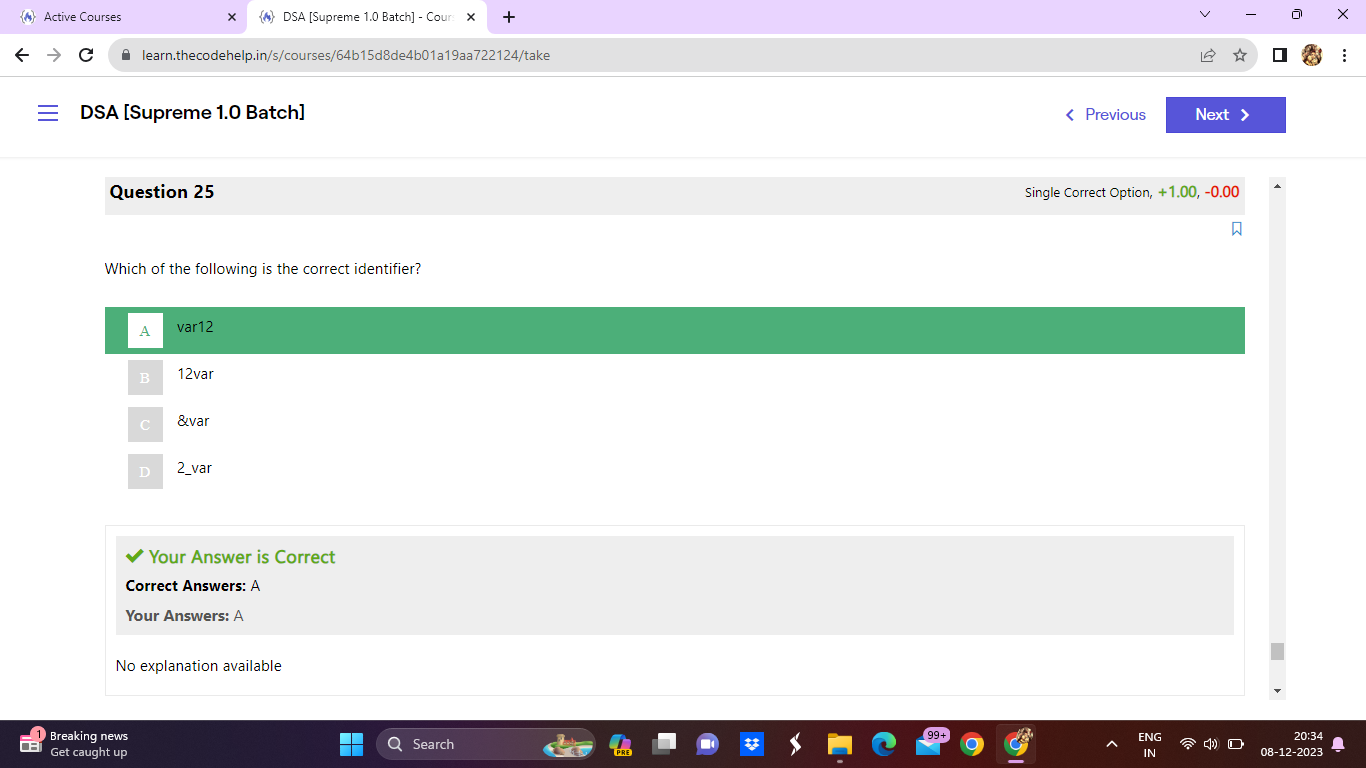 Active Courses
DSA [Supreme 1.0 Batch] - Cour
learn.thecodehelp.in/s/courses/64b15d8de4b01a19aa722124/take
DSA [Supreme 1.0 Batch]
Previous
Next
Question 25
Single Correct Option, +1.00, -0.00
Which of the following is the correct identifier?
A var12
B 12var
C &var
D 2_var
Your Answer is Correct
Correct Answers: A
Your Answers: A
No explanation available
1
Breaking news
Get caught up
Search
PRE
99+
ENG
IN
20:34
08-12-2023